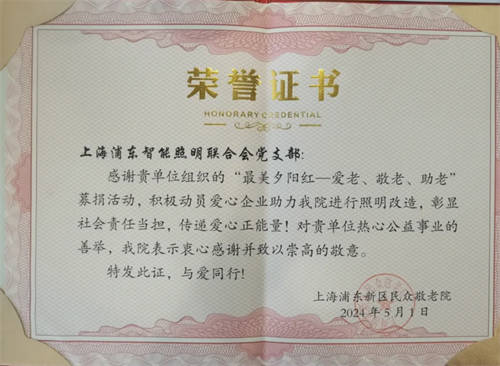 荣誉证书
HONORARY CREDENTIAL
上海浦东智能照明联合会党支部：
感谢贵单位组织的“最美夕阳红—爱老、敬老、助老”
募捐活动，积极动员爱心企业助力我院进行照明改造，彰显
社会责任担当，传递爱心正能量！对贵单位热心公益事业的
善举，我院表示衷心感谢并致以崇高的敬意。
特发此证，与爱同行！
上海浦东新区民众敬老院
2024年5月1日